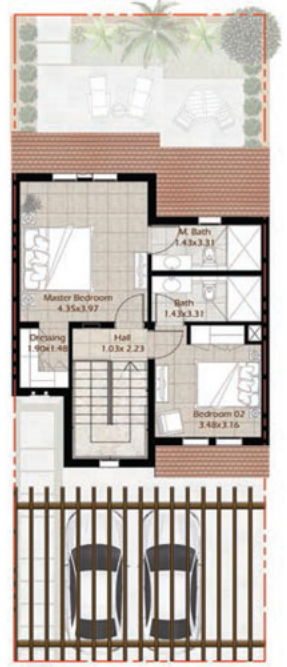 M. Bath
1.43x3.31
Master Bedroom
4.35x3.97
Bath
1.43x3.31
Dressing
1.90x1.48
Hall
1.03x 2.23
Bedroom 02
3.48x3.16